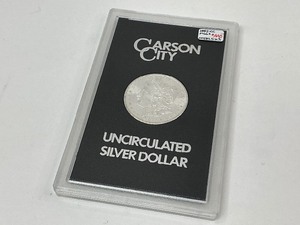 CARSON
CITY
UNCIRCULATED
SILVER DOLLAR